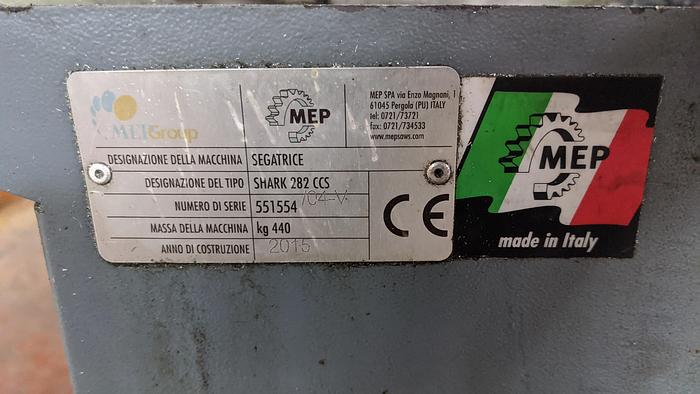 METGroup
MEP
MEP SPA via Enzo Magnani, 1
61045 Pergola (PU) ITALY
tel: 0721/73721
fax: 0721/734533
www.mepsaws.com
DESIGNAZIONE DELLA MACCHINA SEGATRICE
DESIGNAZIONE DEL TIPO SHARK 282 CCS
NUMERO DI SERIE 551554 /04-V
MASSA DELLA MACCHINA kg 440
ANNO DI COSTRUZIONE 2015
CE
MEP
made in Italy